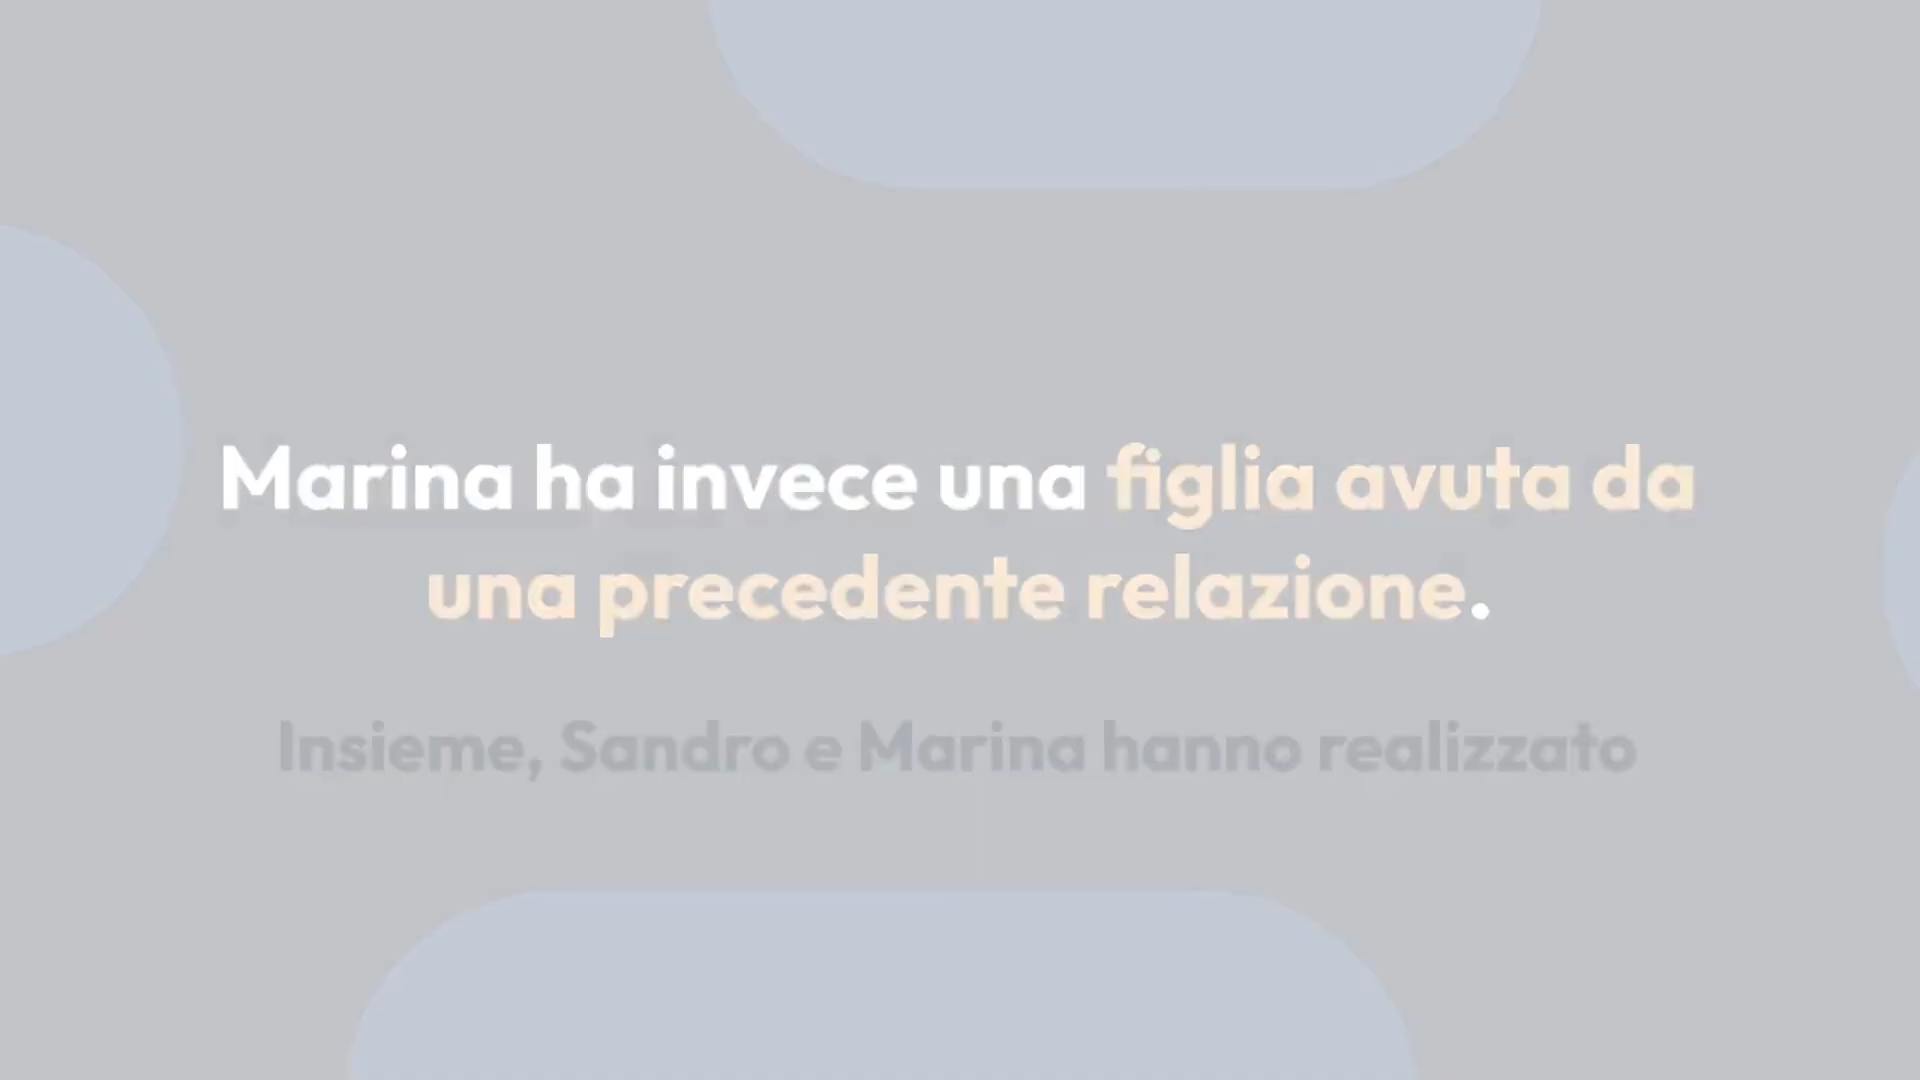 Marina ha invece una figlia avuta da
una precedente relazione.
Insieme, Sandro e Marina hanno realizzato